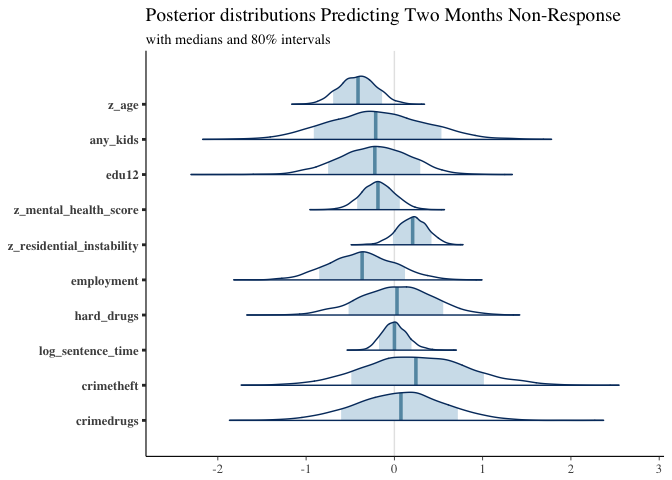 Posterior distributions Predicting Two Months Non-Response
with medians and 80% intervals
z_age
any_kids
edu12
z_mental_health_score
z_residential_instability
employment
hard_drugs
log_sentence_time
crimetheft
crimedrugs
-2 -1 0 1 2 3